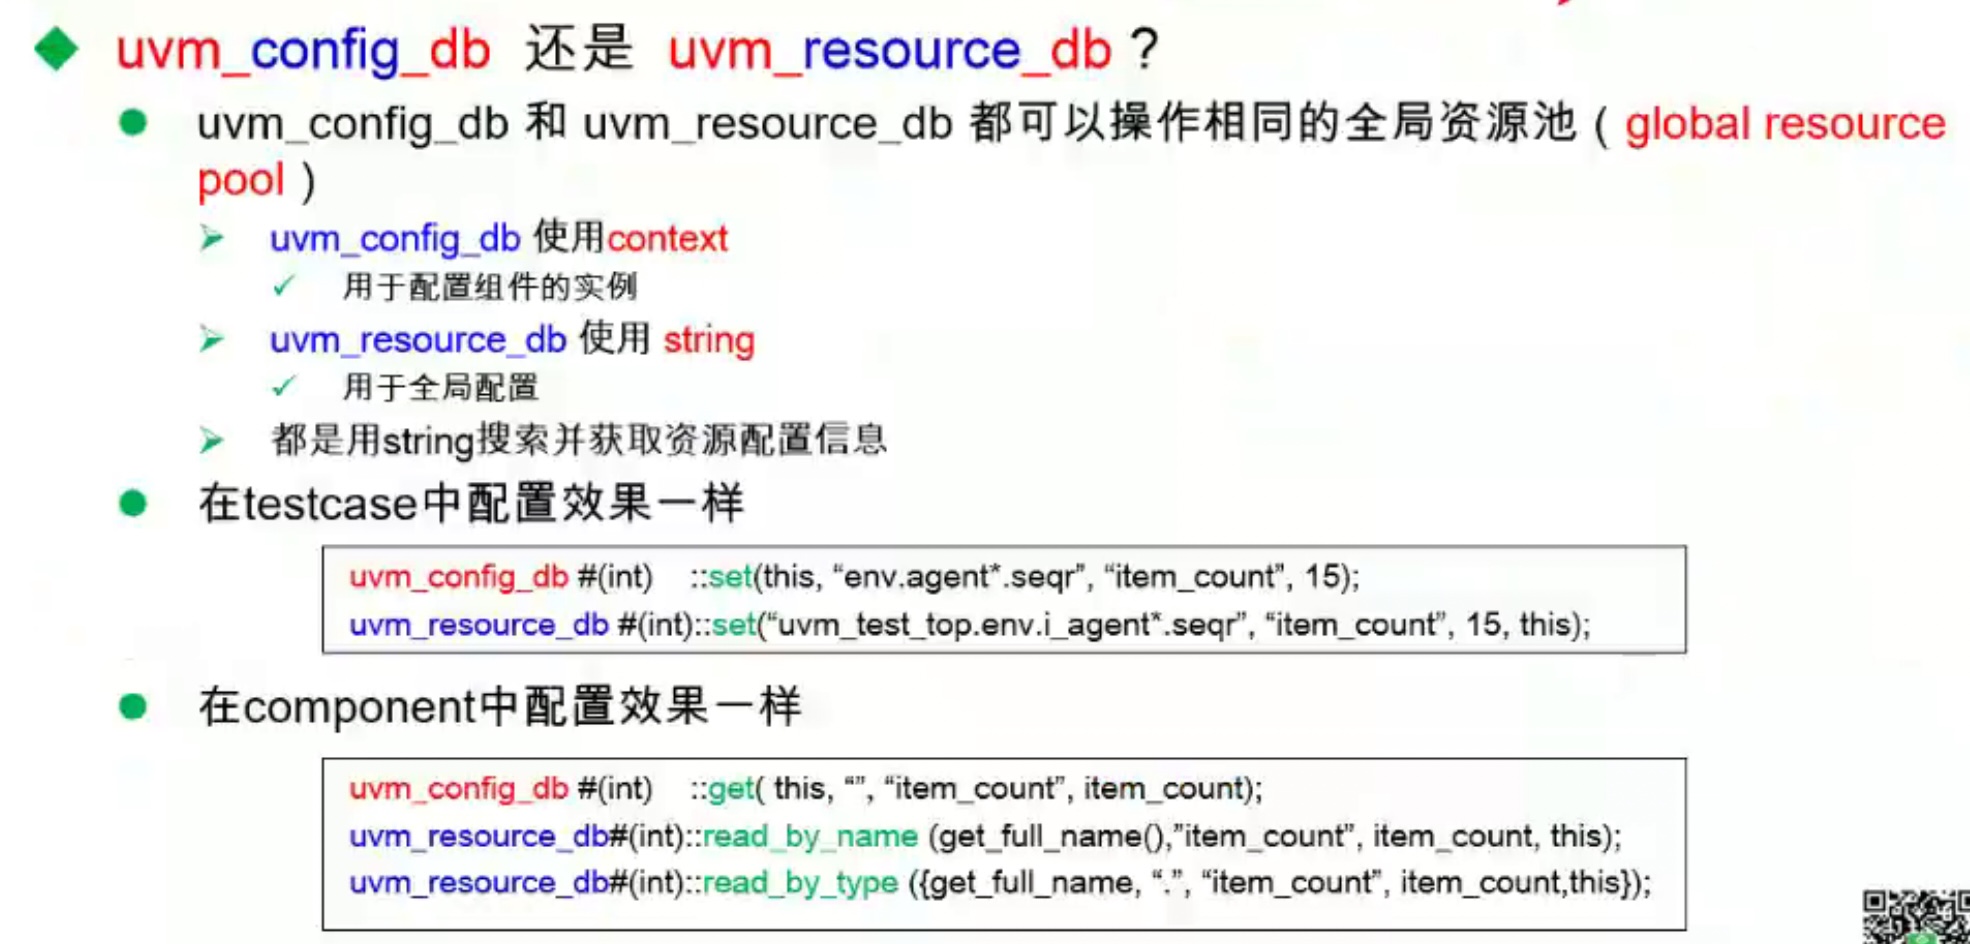 uvm_config_db 还是 uvm_resource_db ?
uvm_config_db 和 uvm_resource_db 都可以操作相同的全局资源池 ( global resource
pool )
uvm_config_db 使用context
用于配置组件的实例
uvm_resource_db 使用 string
用于全局配置
都是用string搜索并获取资源配置信息
在testcase中配置效果一样
uvm_config_db #(int) ::set(this, “env.agent*.seqr”, “item_count”, 15);
uvm_resource_db #(int)::set(“uvm_test_top.env.i_agent*.seqr”, “item_count”, 15, this);
在component中配置效果一样
uvm_config_db #(int) ::get( this, “”, “item_count”, item_count);
uvm_resource_db#(int)::read_by_name (get_full_name(),”item_count”, item_count, this);
uvm_resource_db#(int)::read_by_type ({get_full_name, “.”, “item_count”, item_count,this});